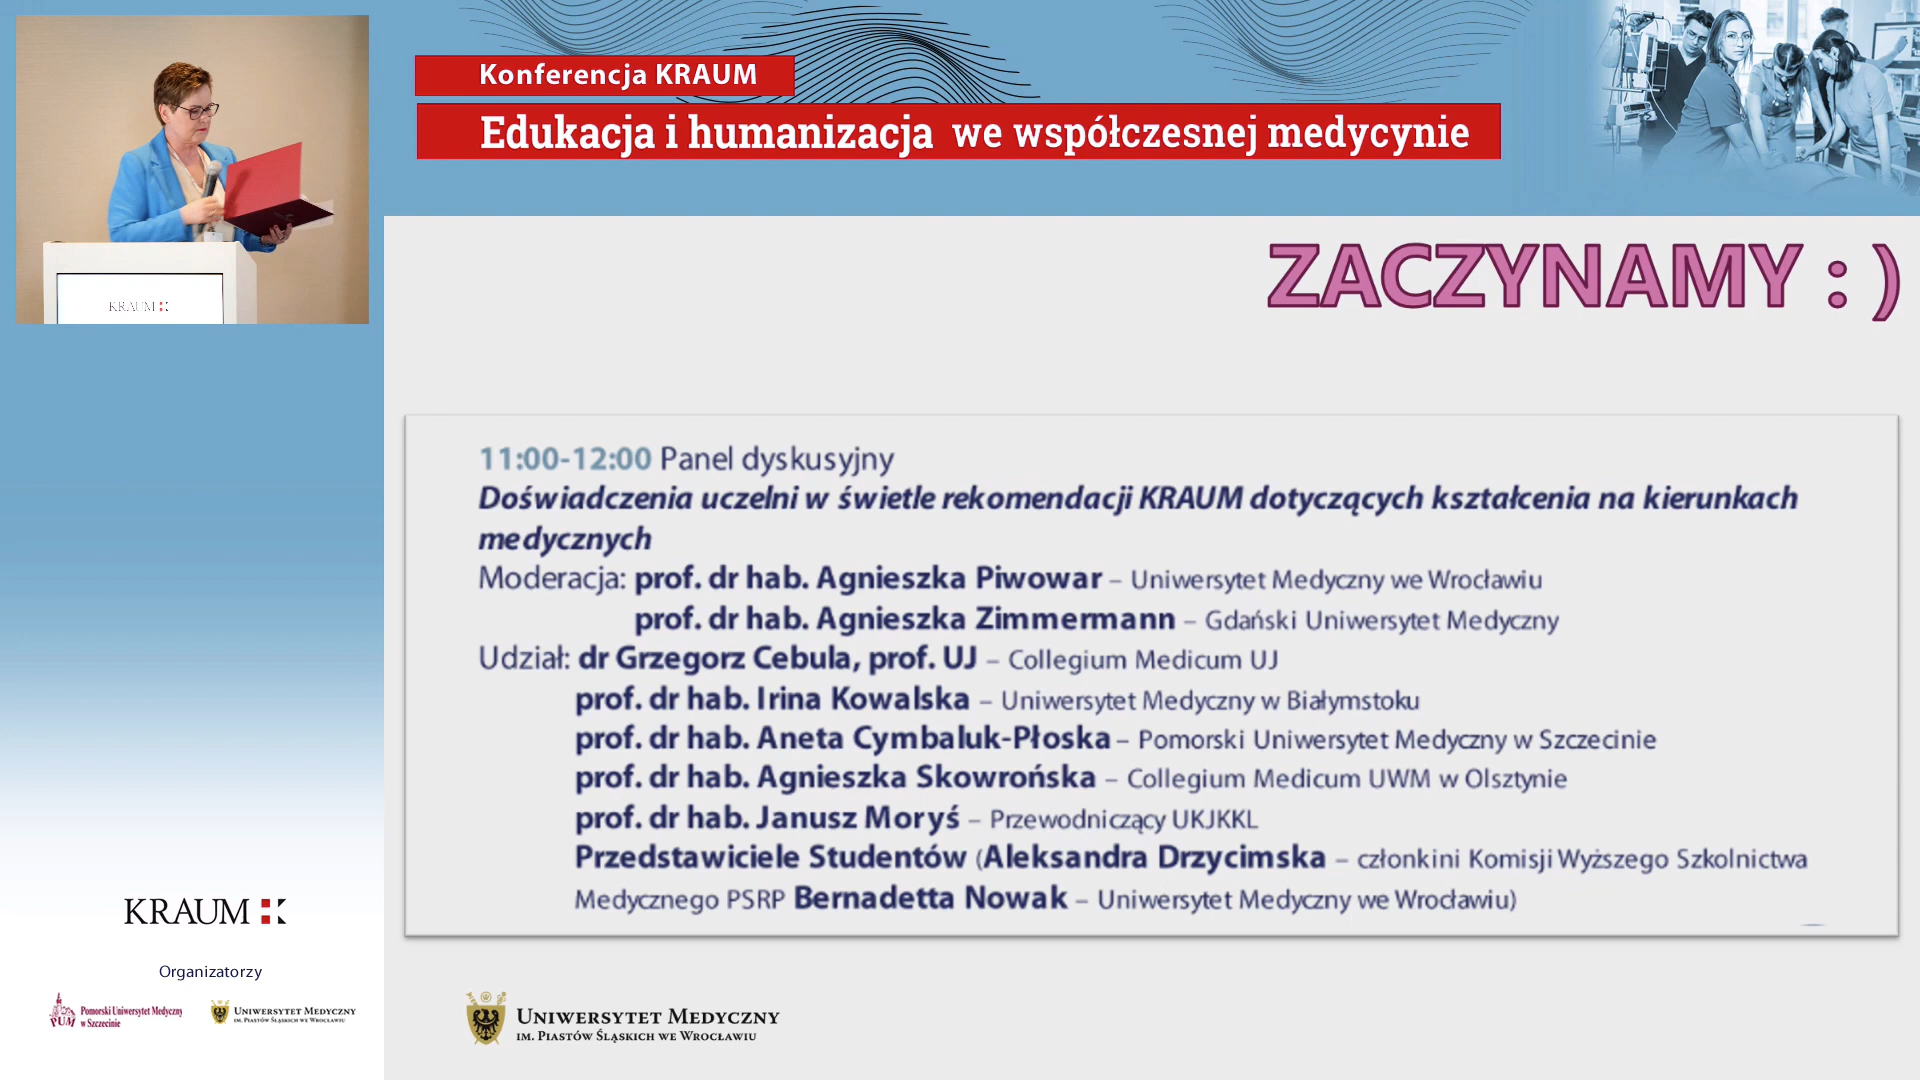 Konferencja KRAUM
Edukacja i humanizacja we współczesnej medycynie
KRAUM
ZACZYNAMY : )
11:00-12:00 Panel dyskusyjny
Doświadczenia uczelni w świetle rekomendacji KRAUM dotyczących kształcenia na kierunkach
medycznych
Moderacja: prof. dr hab. Agnieszka Piwowar – Uniwersytet Medyczny we Wrocławiu
prof. dr hab. Agnieszka Zimmermann – Gdański Uniwersytet Medyczny
Udział: dr Grzegorz Cebula, prof. UJ – Collegium Medicum UJ
prof. dr hab. Irina Kowalska – Uniwersytet Medyczny w Białymstoku
prof. dr hab. Aneta Cymbaluk-Płoska – Pomorski Uniwersytet Medyczny w Szczecinie
prof. dr hab. Agnieszka Skowrońska – Collegium Medicum UWM w Olsztynie
prof. dr hab. Janusz Moryś – Przewodniczący UKJKKL
Przedstawiciele Studentów (Aleksandra Drzycimska – członkini Komisji Wyższego Szkolnictwa
Medycznego PSRP Bernadetta Nowak – Uniwersytet Medyczny we Wrocławiu)
KRAUM
Organizatorzy
PUM
Pomorski Uniwersytet Medyczny
w Szczecinie
Uniwersytet Medyczny
im. Piastów Śląskich we Wrocławiu
Uniwersytet Medyczny
im. Piastów Śląskich we Wrocławiu